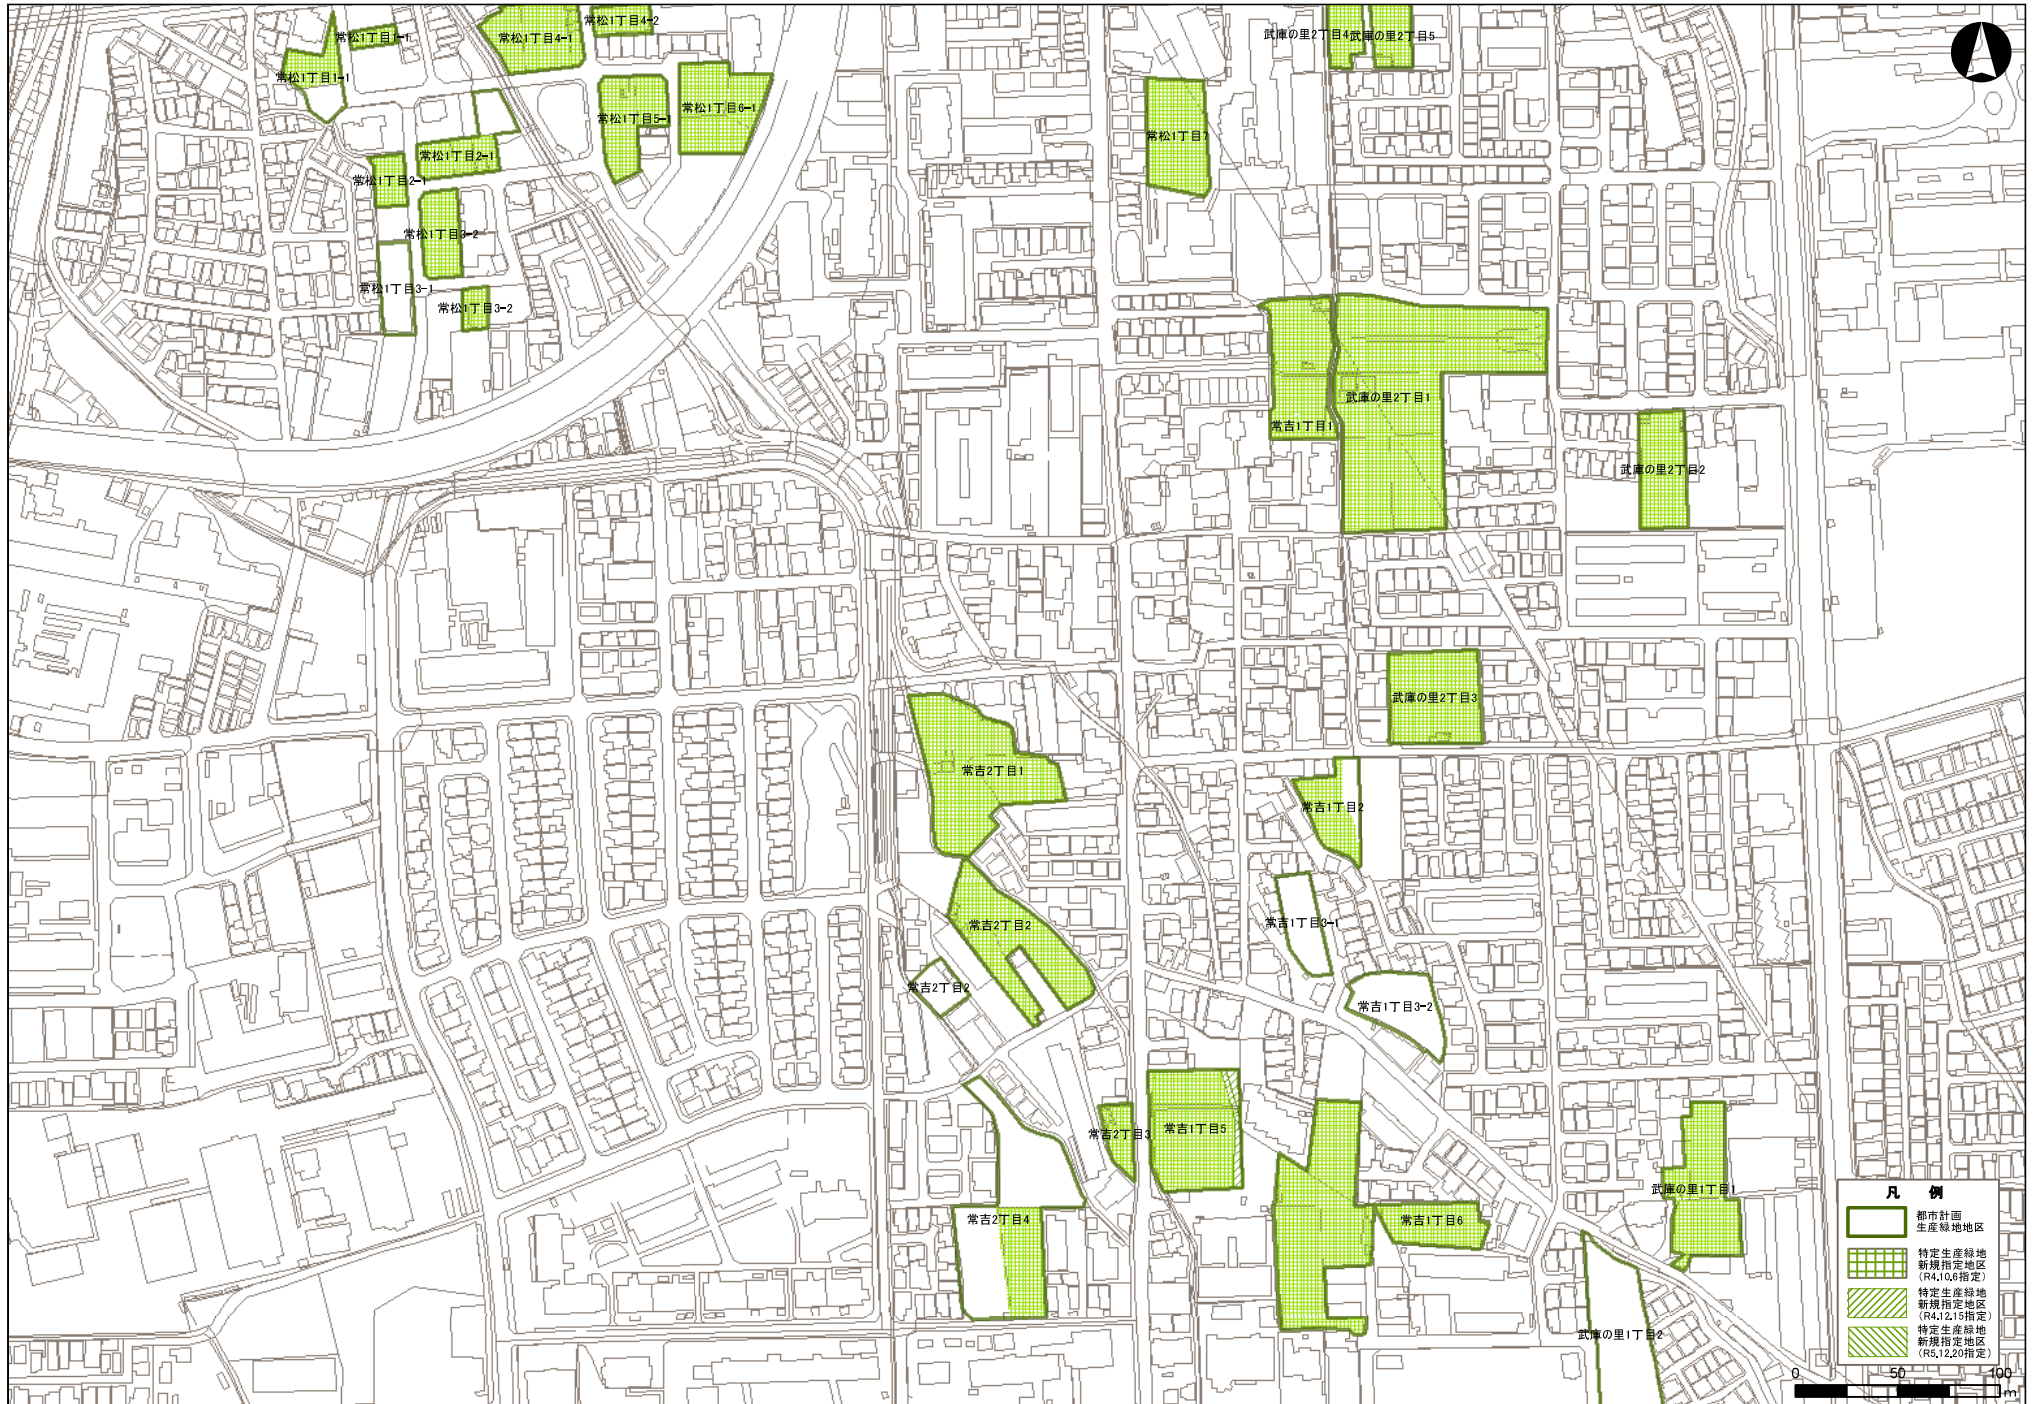 常松1丁目4-2
常松1丁目1-1
常松1丁目4-1
武庫の里2丁目4
武庫の里2丁目5
常松1丁目1-1
常松1丁目6-1
常松1丁目5-1
常松1丁目7
常松1丁目2-1
常松1丁目2-1
常松1丁目3-2
常松1丁目3-1
常松1丁目3-2
武庫の里2丁目1
常吉1丁目1
武庫の里2丁目2
武庫の里2丁目3
常吉2丁目1
常吉1丁目2
常吉2丁目2
常吉1丁目3-1
常吉2丁目2
常吉1丁目3-2
常吉2丁目3
常吉1丁目5
武庫の里1丁目1
常吉2丁目4
常吉1丁目6
武庫の里1丁目2
凡 例
都市計画
生産緑地地区
特定生産緑地
新規指定地区
(R4.10.6指定)
特定生産緑地
新規指定地区
(R4.12.15指定)
特定生産緑地
新規指定地区
(R5.12.20指定)
0 50 100
m